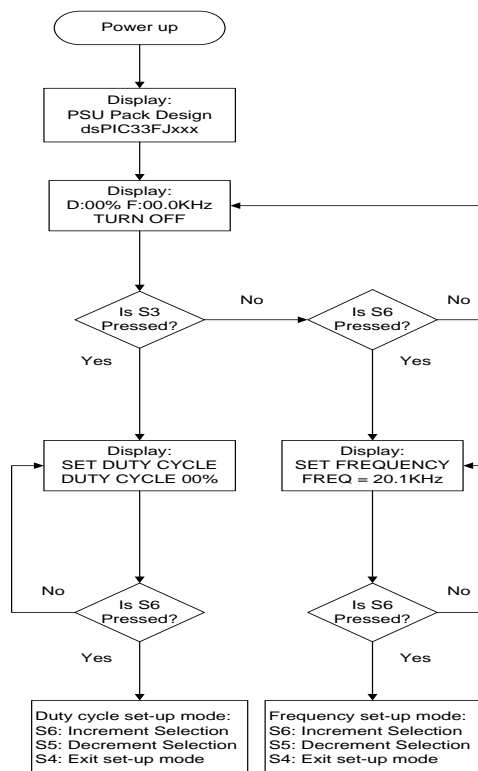 Power up
Display:
PSU Pack Design
dsPIC33FJxxx
Display:
D:00% F:00.0KHz
TURN OFF
Is S3
Pressed?
No
Is S6
Pressed?
No
Yes
Yes
Display:
SET DUTY CYCLE
DUTY CYCLE 00%
Display:
SET FREQUENCY
FREQ = 20.1KHz
No
Is S6
Pressed?
Is S6
Pressed?
No
Yes
Yes
Duty cycle set-up mode:
S6: Increment Selection
S5: Decrement Selection
S4: Exit set-up mode
Frequency set-up mode:
S6: Increment Selection
S5: Decrement Selection
S4: Exit set-up mode